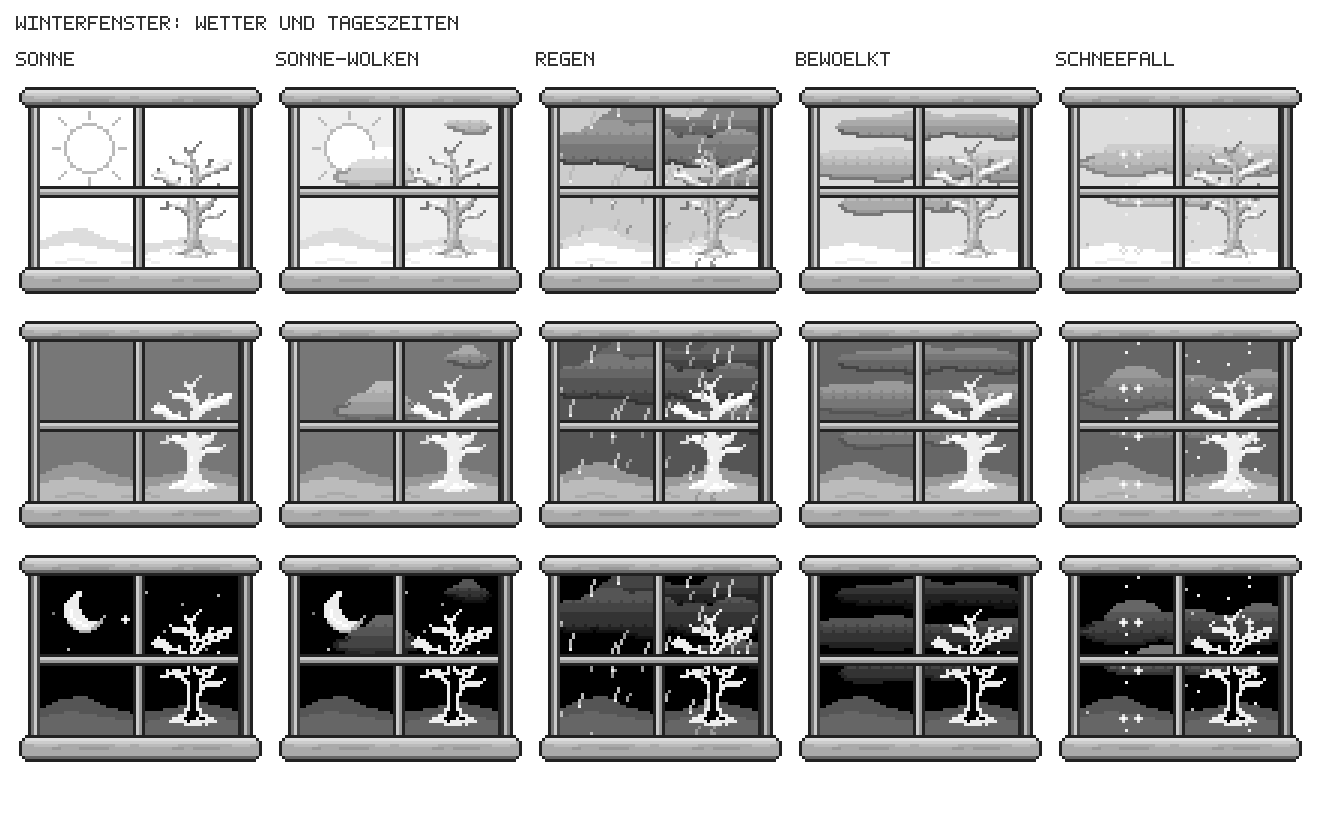 WINTERFENSTER: WETTER UND TAGESZEITEN
SONNE
SONNE-WOLKEN
REGEN
BEWOELKT
SCHNEEFALL